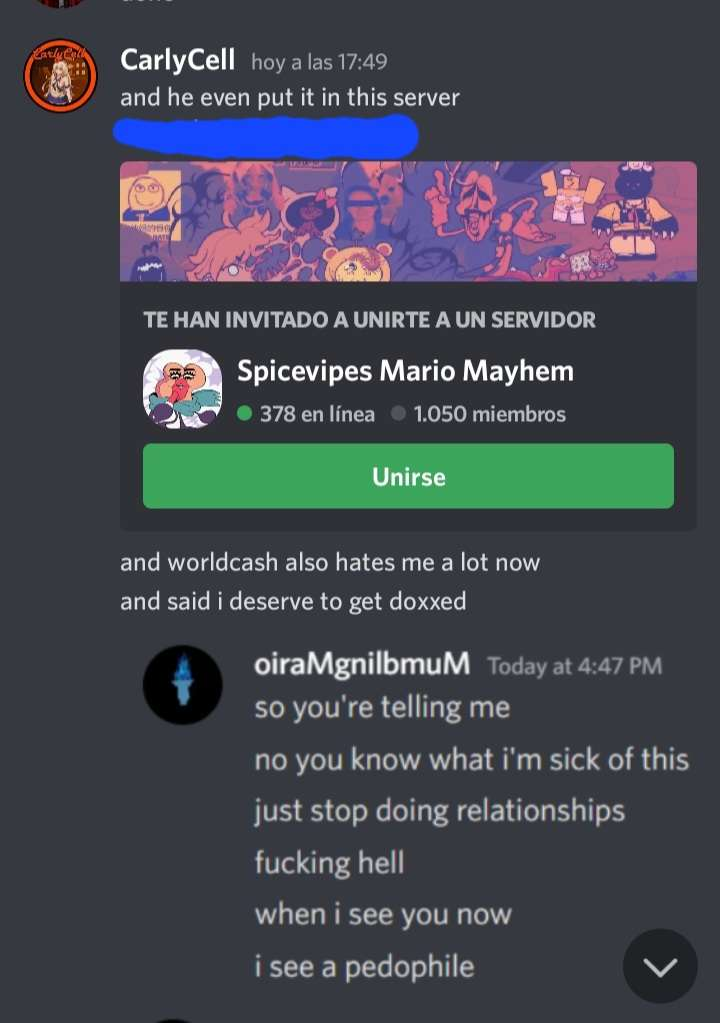 CarlyCell hoy a las 17:49
and he even put it in this server
TE HAN INVITADO A UNIRTE A UN SERVIDOR
Spicevipes Mario Mayhem
378 en línea 1.050 miembros
Unirse
and worldcash also hates me a lot now
and said i deserve to get doxxed
oiraMgnilbmuM Today at 4:47 PM
so you're telling me
no you know what i'm sick of this
just stop doing relationships
fucking hell
when i see you now
i see a pedophile